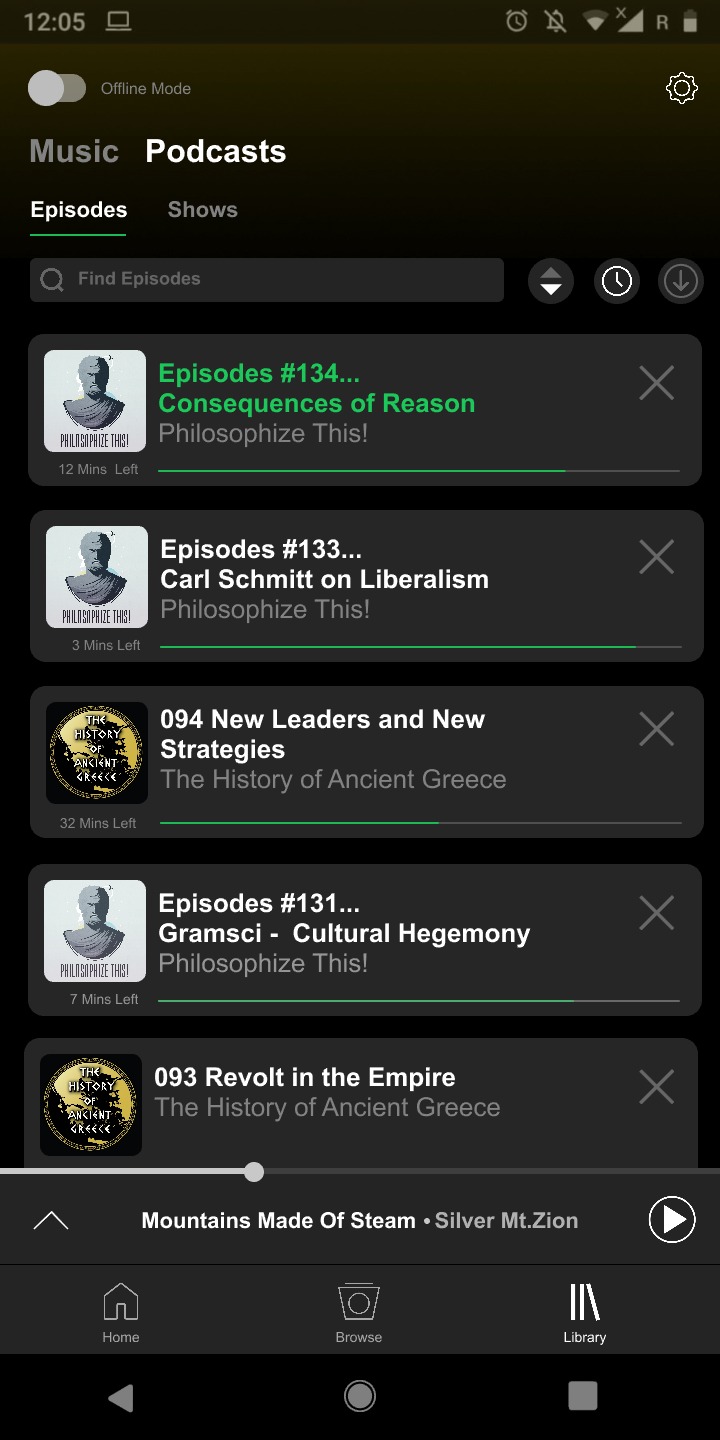 12:05
R
Offline Mode
Music Podcasts
Episodes Shows
Find Episodes
Episodes #134...
Consequences of Reason
Philosophize This!
PHILOSOPHIZE THIS!
12 Mins Left
Episodes #133...
Carl Schmitt on Liberalism
Philosophize This!
PHILOSOPHIZE THIS!
3 Mins Left
THE
HISTORY
OF
ANCIENT
GREECE
094 New Leaders and New
Strategies
The History of Ancient Greece
32 Mins Left
Episodes #131...
Gramsci - Cultural Hegemony
Philosophize This!
PHILOSOPHIZE THIS!
7 Mins Left
THE
HISTORY
OF
ANCIENT
GREECE
093 Revolt in the Empire
The History of Ancient Greece
Mountains Made Of Steam • Silver Mt.Zion
Home Browse Library